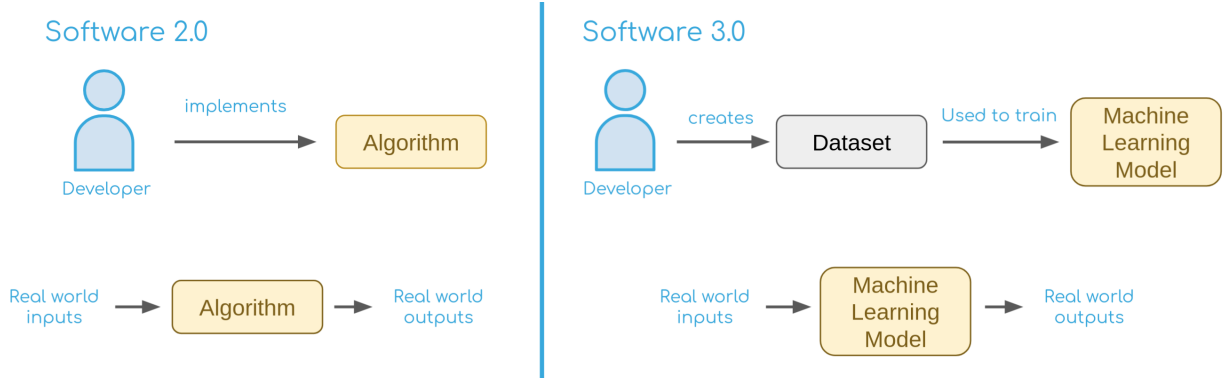 Software 2.0
implements
Algorithm
Developer
Real world
inputs
Algorithm
Real world
outputs
Software 3.0
creates
Dataset
Used to train
Machine
Learning
Model
Developer
Real world
inputs
Machine
Learning
Model
Real world
outputs